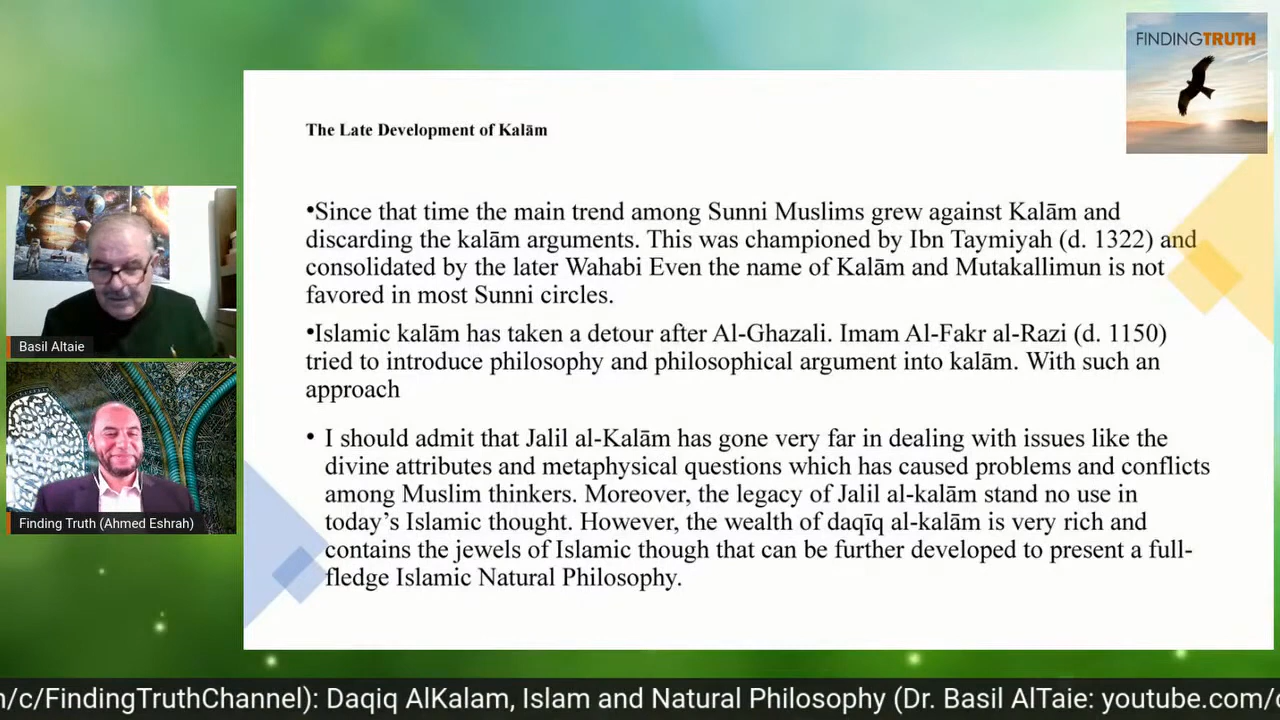 FINDINGTRUTH
The Late Development of Kalām
•Since that time the main trend among Sunni Muslims grew against Kalām and
discarding the kalām arguments. This was championed by Ibn Taymiyah (d. 1322) and
consolidated by the later Wahabi Even the name of Kalām and Mutakallimun is not
favored in most Sunni circles.
•Islamic kalām has taken a detour after Al-Ghazali. Imam Al-Fakr al-Razi (d. 1150)
tried to introduce philosophy and philosophical argument into kalām. With such an
approach
• I should admit that Jalil al-Kalām has gone very far in dealing with issues like the
divine attributes and metaphysical questions which has caused problems and conflicts
among Muslim thinkers. Moreover, the legacy of Jalil al-kalām stand no use in
today’s Islamic thought. However, the wealth of daqīq al-kalām is very rich and
contains the jewels of Islamic though that can be further developed to present a full-
fledge Islamic Natural Philosophy.
Basil Altaie
Finding Truth (Ahmed Eshrah)
/c/FindingTruthChannel): Daqiq AlKalam, Islam and Natural Philosophy (Dr. Basil AlTaie: youtube.com/